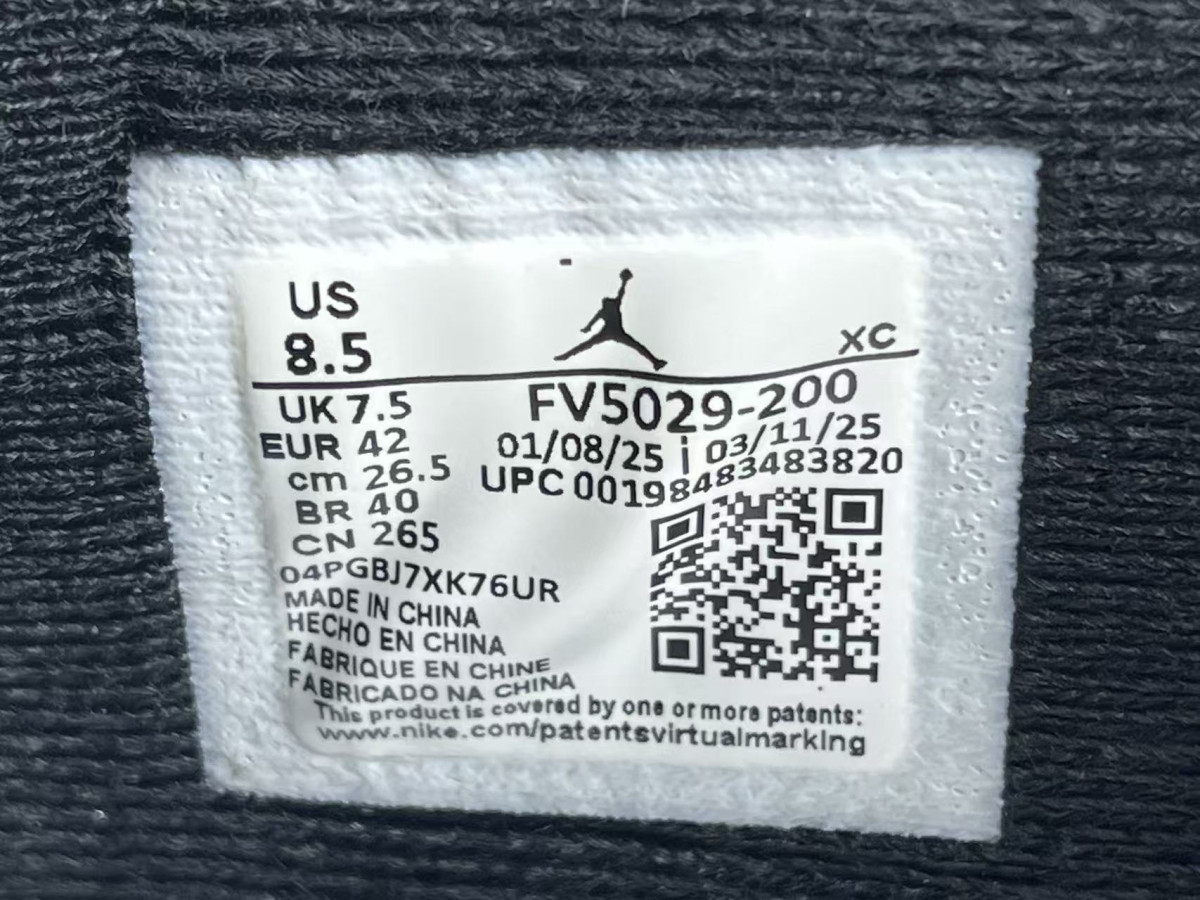 US
8.5
XC
UK 7.5
EUR 42
cm 26.5
BR 40
CN 265
FV5029-200
01/08/25 | 03/11/25
UPC 00198483483820
04PGBJ7XK76UR
MADE IN CHINA
HECHO EN CHINA
FABRIQUE EN CHINE
FABRICADO NA CHINA
This product is covered by one or more patents:
www.nike.com/patentsvirtualmarking